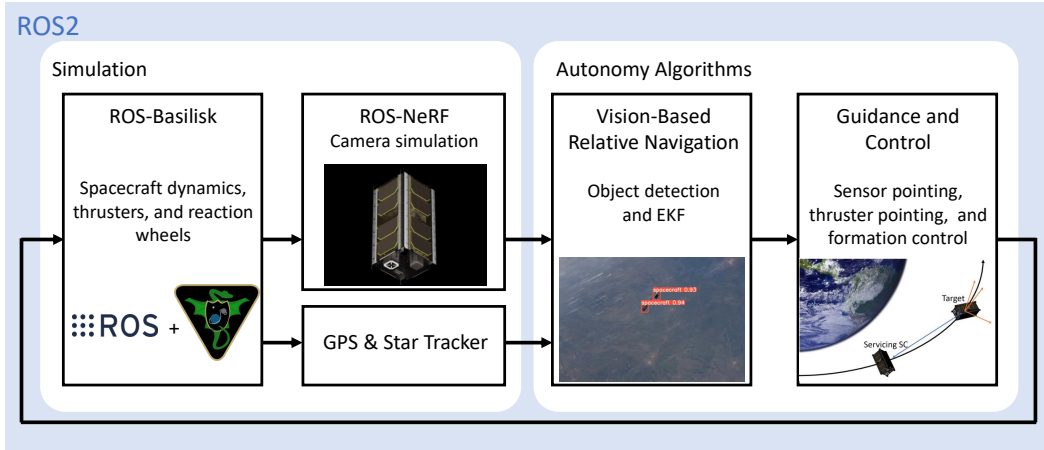 ROS2
Simulation
ROS-Basilisk
Spacecraft dynamics,
thrusters, and reaction
wheels
ROS
+
ROS-NeRF
Camera simulation
GPS & Star Tracker
Autonomy Algorithms
Vision-Based
Relative Navigation
Object detection
and EKF
spacecraft 0.93
spacecraft 0.94
Guidance and
Control
Sensor pointing,
thruster pointing, and
formation control
Target
Servicing SC